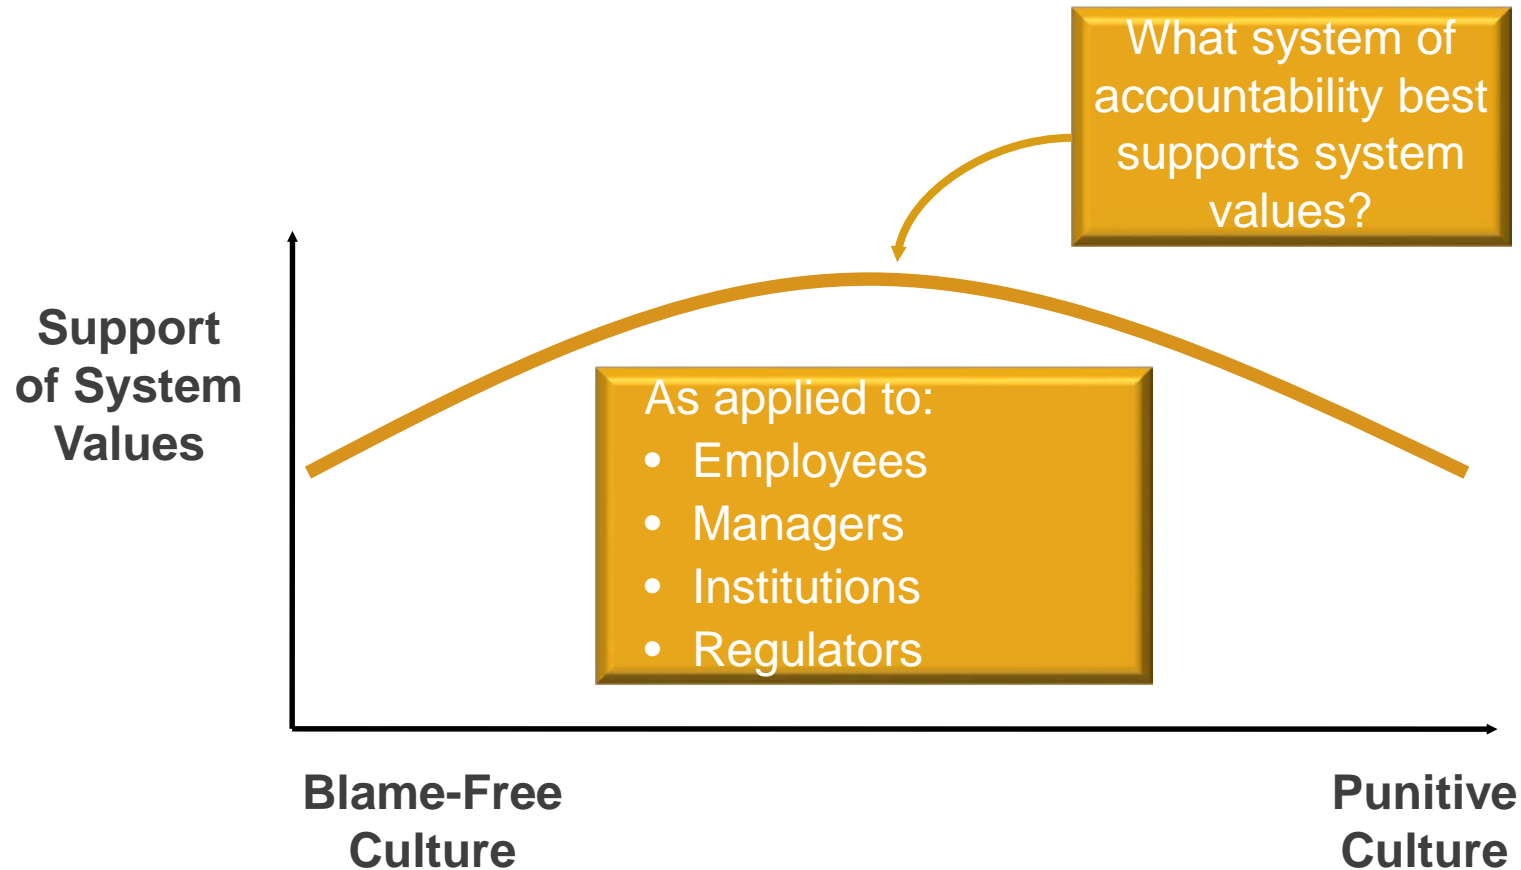 What system of
accountability best
supports system
values?
Support
of System
Values
As applied to:
• Employees
• Managers
• Institutions
• Regulators
Blame-Free
Culture
Punitive
Culture